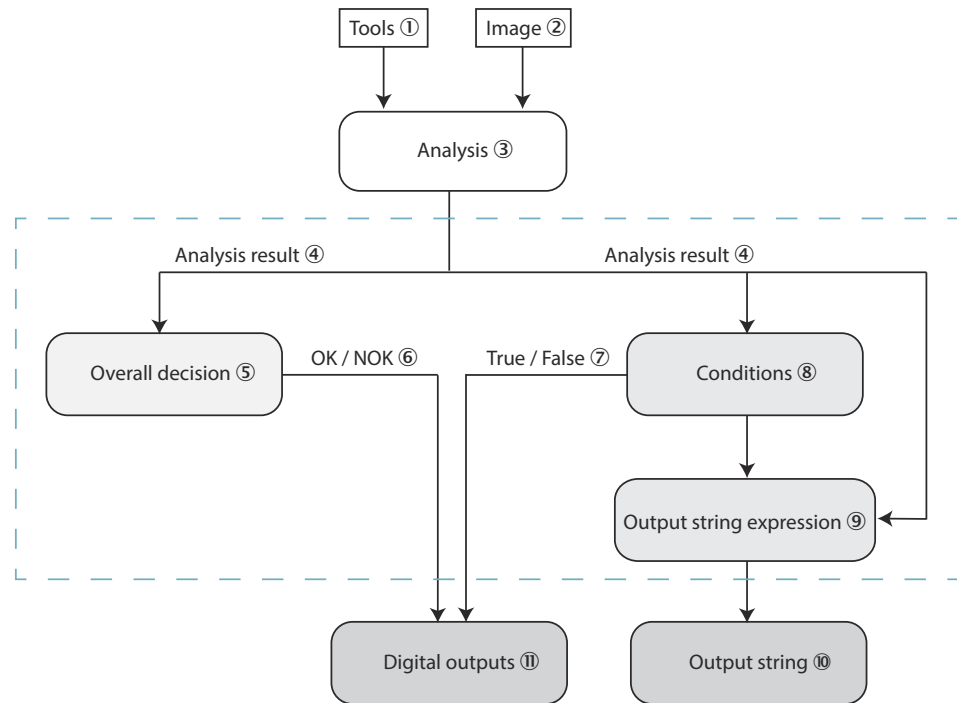 Tools ①
Image ②
Analysis ③
Analysis result ④
Analysis result ④
Overall decision ⑤
OK / NOK ⑥
True / False ⑦
Conditions ⑧
Output string expression ⑨
Digital outputs ⑪
Output string ⑩